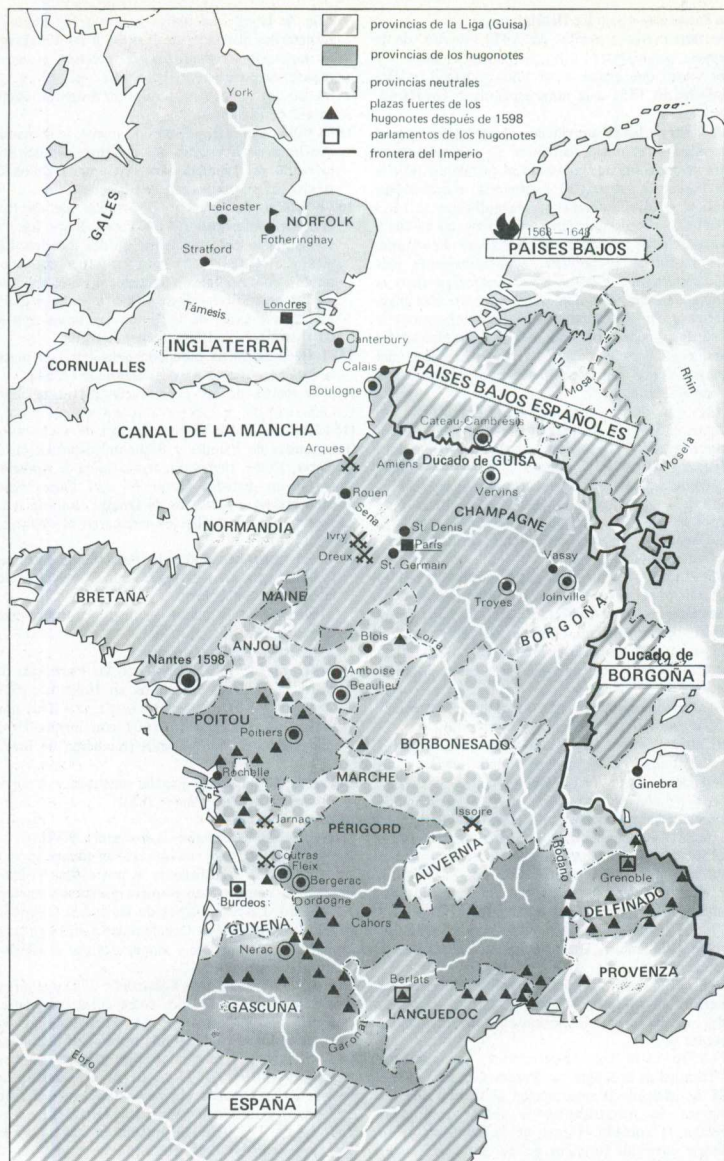 provincias de la Liga (Guisa)
provincias de los hugonotes
provincias neutrales
plazas fuertes de los
hugonotes después de 1598
parlamentos de los hugonotes
frontera del Imperio
York
GALES
Leicester
NORFOLK
Fotheringhay
Stratford
1568–1648
PAISES BAJOS
Támesis
Londres
INGLATERRA
Canterbury
CORNUALLES
Calais
Boulogne
PAISES BAJOS ESPAÑOLES
Mosa
Rhin
Mosela
CANAL DE LA MANCHA
Cateau-Cambrésis
Arques
Amiens
Ducado de GUISA
Vervins
Rouen
NORMANDIA
Sena
CHAMPAGNE
Ivry
St. Denis
París
Dreux
St. Germain
Vassy
Joinville
BRETAÑA
MAINE
Troyes
BORGOÑA
ANJOU
Blois
Loira
Nantes 1598
Amboise
Beaulieu
Ducado de
BORGOÑA
POITOU
Poitiers
BORBONESADO
Rochelle
MARCHE
Ginebra
Jarnac
PÉRIGORD
Issoire
AUVERNIA
Ródano
Coutras
Fleix
Bergerac
Grenoble
Burdeos
Dordogne
DELFINADO
GUYENA
Cahors
Nerac
PROVENZA
Berlats
GASCUÑA
LANGUEDOC
Garona
Ebro
ESPAÑA